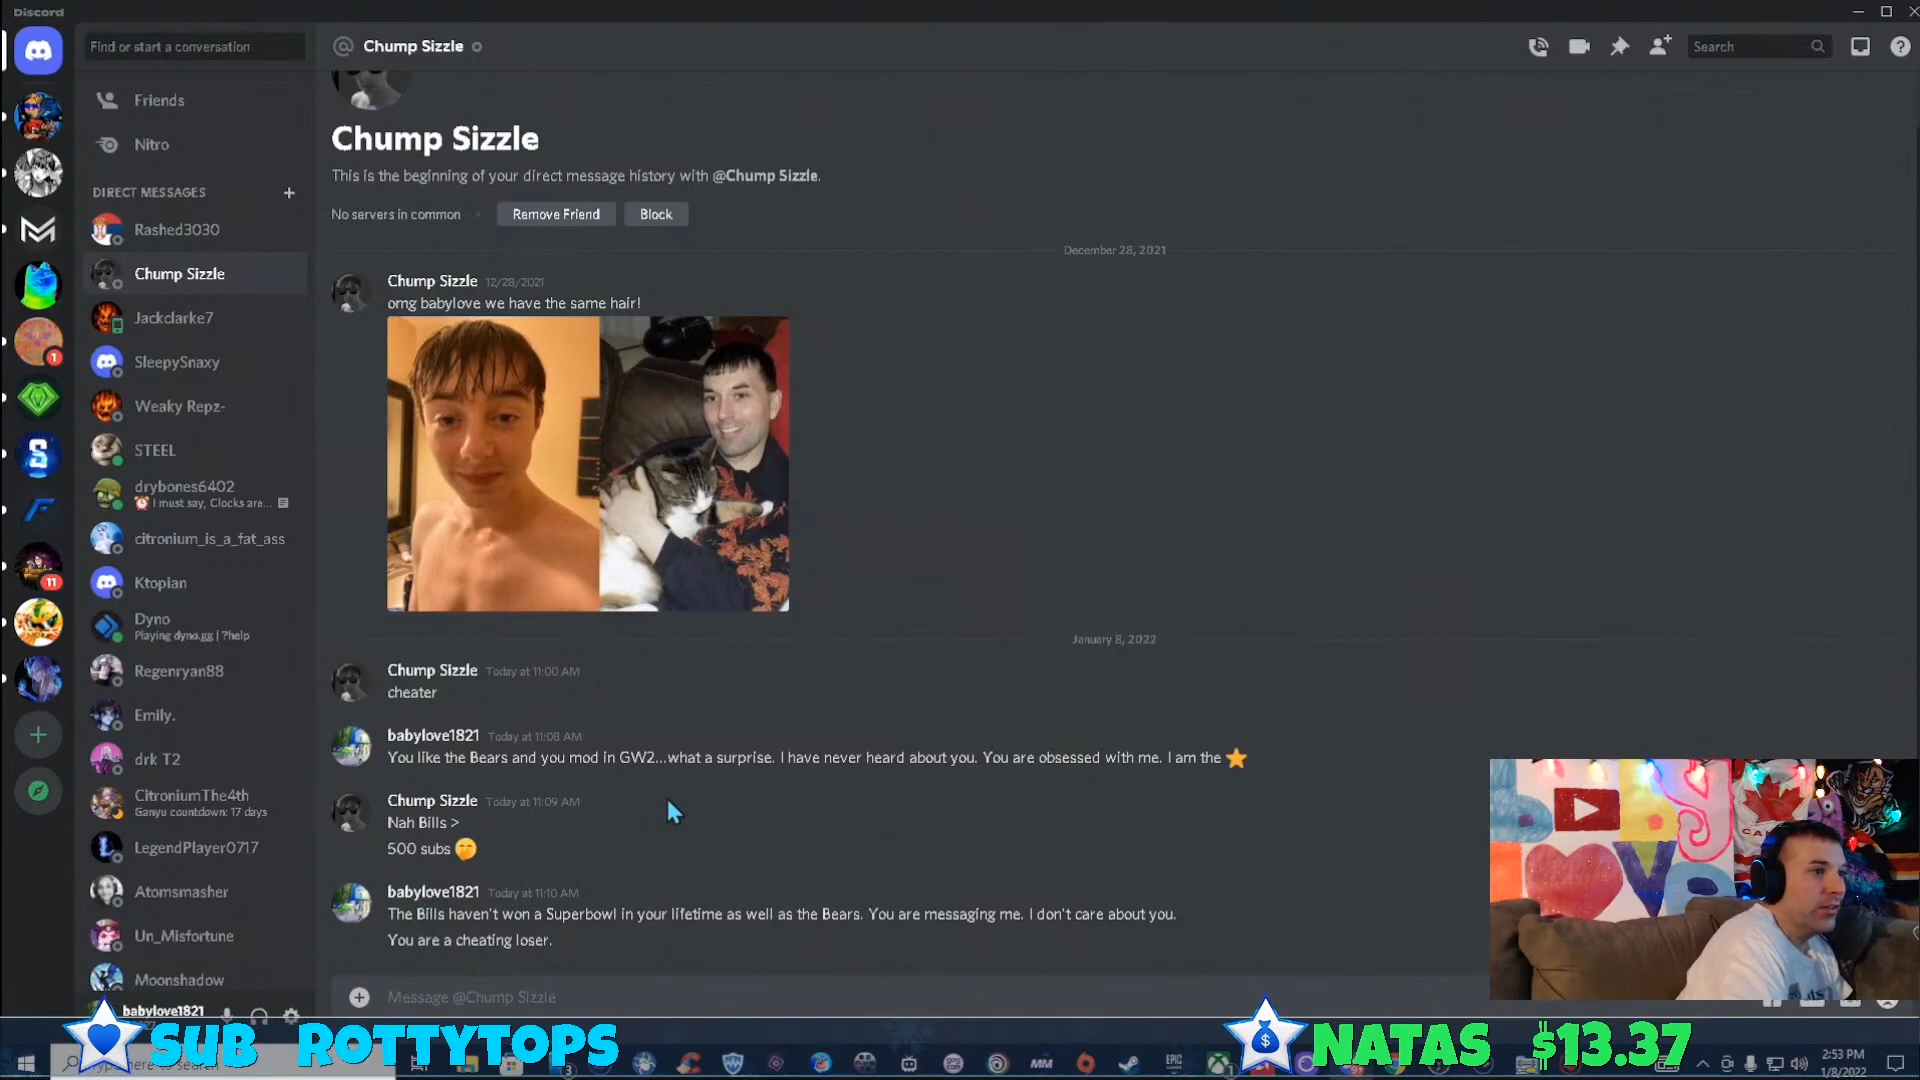 Discord
Find or start a conversation
Chump Sizzle
Search
Friends
Nitro
DIRECT MESSAGES
Rashed3030
Chump Sizzle
Jackclarke7
SleepySnaxy
Weaky Repz-
STEEL
drybones6402
I must say, Clocks are...
citronium_is_a_fat_ass
Ktopian
Dyno
Playing dyno.gg | ?help
Regenryan88
Emily.
drk T2
CitroniumThe4th
Ganyu countdown: 17 days
LegendPlayer0717
Atomsmasher
Un_Misfortune
Moonshadow
babylove1821
1
11
Chump Sizzle
This is the beginning of your direct message history with @Chump Sizzle.
No servers in common
Remove Friend
Block
December 28, 2021
Chump Sizzle 12/28/2021
omg babylove we have the same hair!
January 8, 2022
Chump Sizzle Today at 11:00 AM
cheater
babylove1821 Today at 11:08 AM
You like the Bears and you mod in GW2...what a surprise. I have never heard about you. You are obsessed with me. I am the ⭐
Chump Sizzle Today at 11:09 AM
Nah Bills >
500 subs 🤭
babylove1821 Today at 11:10 AM
The Bills haven't won a Superbowl in your lifetime as well as the Bears. You are messaging me. I don't care about you.
You are a cheating loser.
Message @Chump Sizzle
SUB ROTTYTOPS
NATAS $13.37
MM
EPIC
2:53 PM
1/8/2022